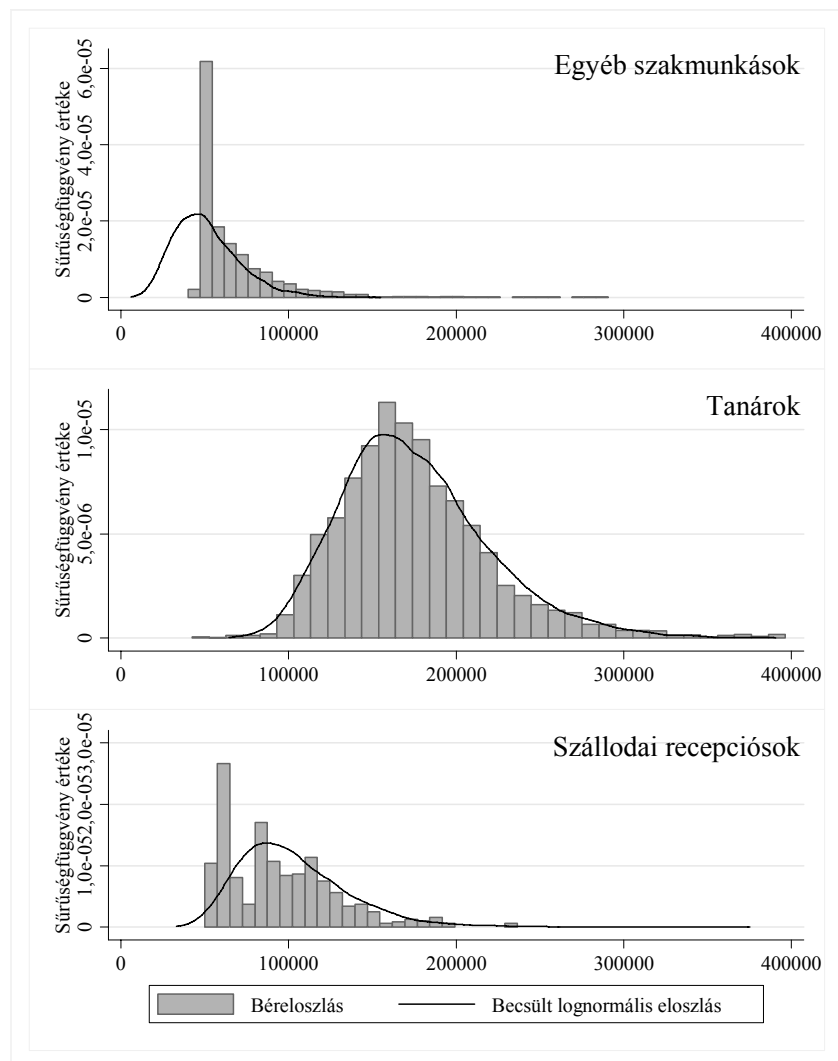 Egyéb szakmunkások
Sűrűségfüggvény értéke
6,0e-05
4,0e-05
2,0e-05
0
0 100000 200000 300000 400000
Tanárok
Sűrűségfüggvény értéke
1,0e-05
5,0e-06
0
0 100000 200000 300000 400000
Szállodai recepciósok
Sűrűségfüggvény értéke
3,0e-05
2,0e-05
1,0e-05
0
0 100000 200000 300000 400000
Béreloszlás Becsült lognormális eloszlás